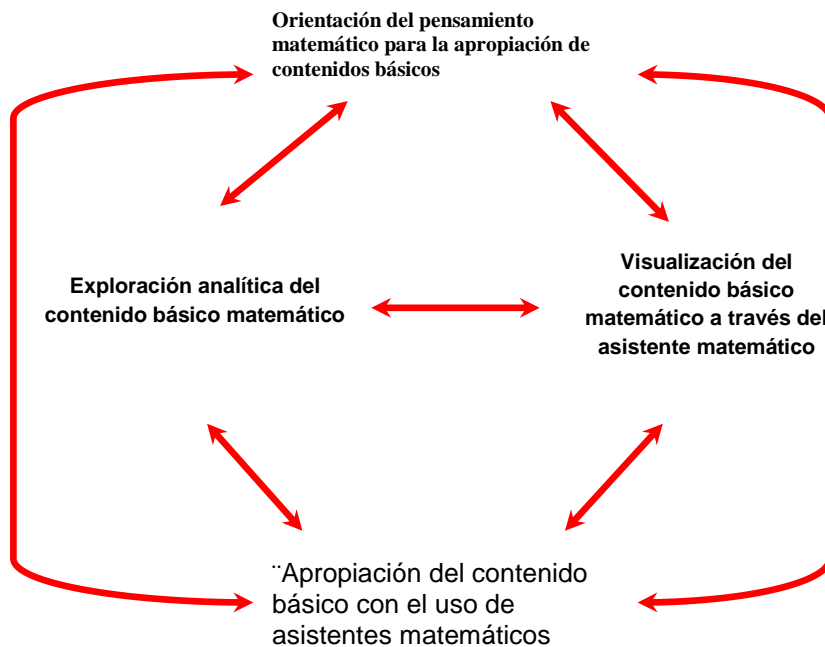 Orientación del pensamiento
matemático para la apropiación de
contenidos básicos
Exploración analítica del
contenido básico matemático
Visualización del
contenido básico
matemático a través del
asistente matemático
¨Apropiación del contenido
básico con el uso de
asistentes matemáticos